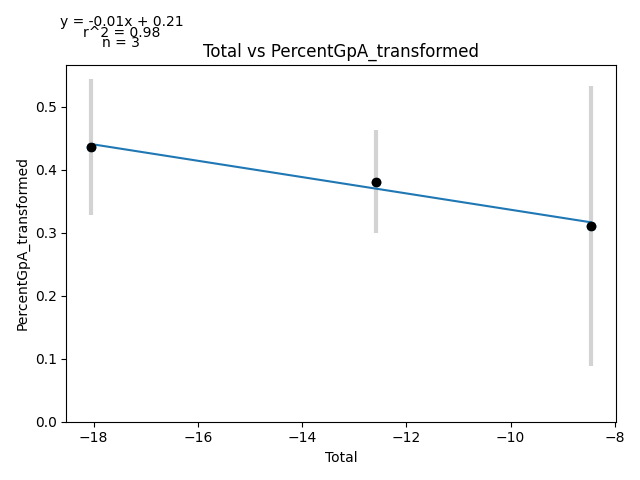 y = -0.01x + 0.21
r^2 = 0.98
n = 3
Total vs PercentGpA_transformed
PercentGpA_transformed
0.5
0.4
0.3
0.2
0.1
0.0
−18
−16
−14
−12
−10
−8
Total